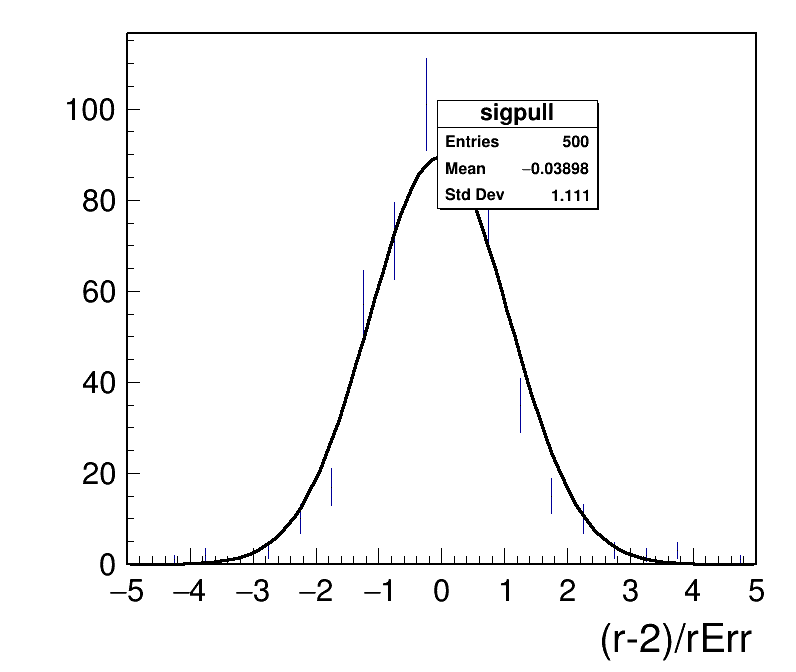 100
80
60
40
20
0
sigpull
Entries 500
Mean −0.03898
Std Dev 1.111
−5 −4 −3 −2 −1 0 1 2 3 4 5
(r-2)/rErr